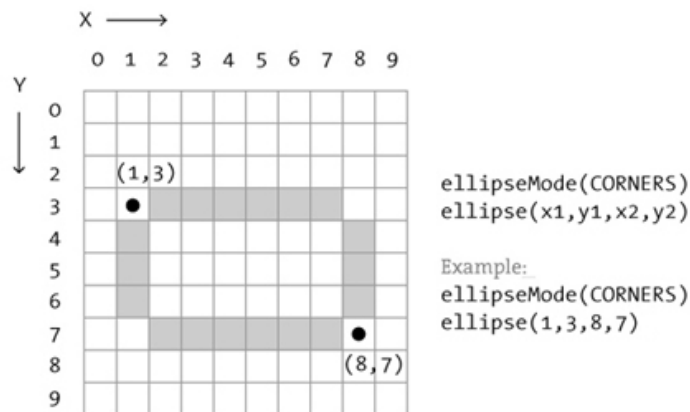 X
0 1 2 3 4 5 6 7 8 9
Y
0
1
2
(1,3)
3
4
5
6
7
8
(8,7)
9
ellipseMode(CORNERS)
ellipse(x1,y1,x2,y2)
Example:
ellipseMode(CORNERS)
ellipse(1,3,8,7)